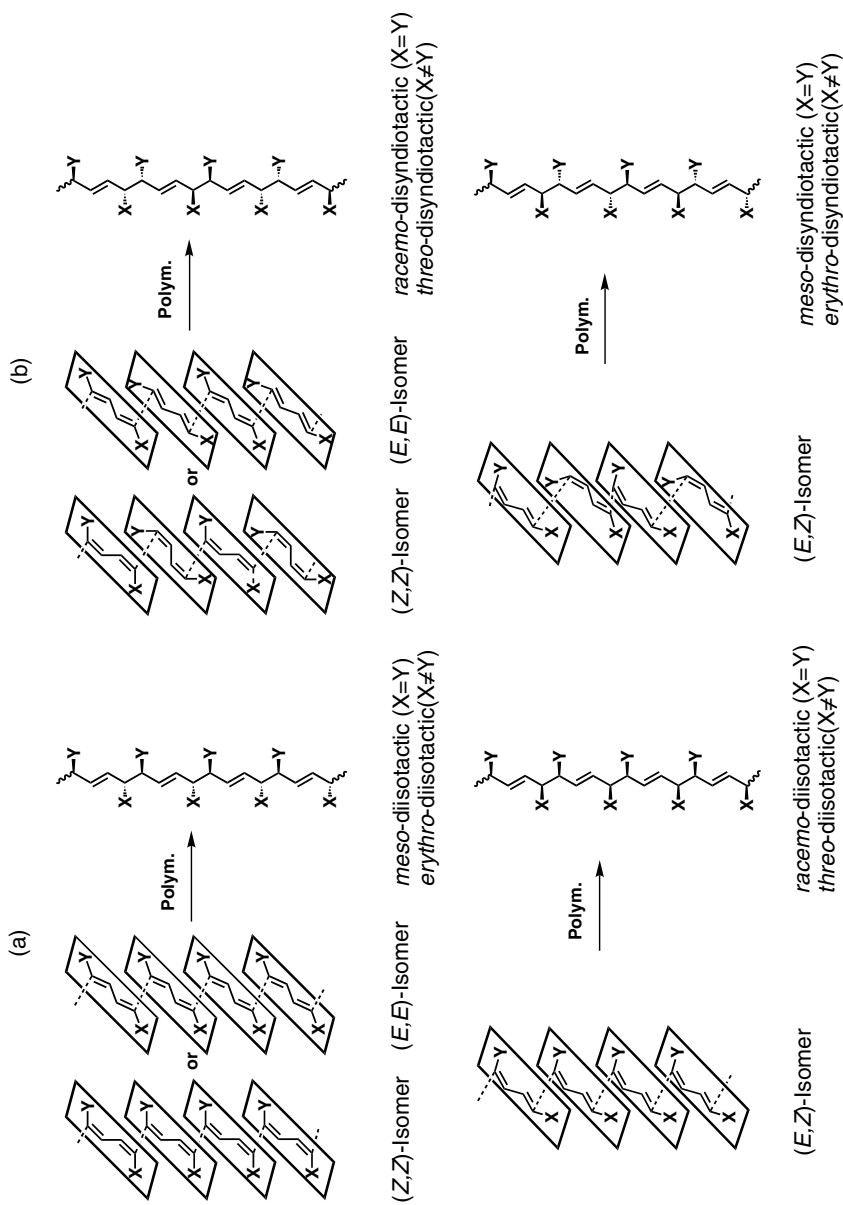 (a)
Y
X
Y
X
Y
X
Y
X
or
Y
X
Y
X
Y
X
Y
X
Polym.
Y
X
Y
X
Y
X
Y
X
(Z,Z)-Isomer
(E,E)-Isomer
meso-diisotactic (X=Y)
erythro-diisotactic(X≠Y)
Y
X
Y
X
Y
X
Y
X
Polym.
Y
X
Y
X
Y
X
Y
X
(E,Z)-Isomer
racemo-diisotactic (X=Y)
threo-diisotactic(X≠Y)
(b)
Y
X
Y
X
Y
X
Y
X
or
Y
X
Y
X
Y
X
Y
X
Polym.
Y
X
Y
X
Y
X
Y
X
(Z,Z)-Isomer
(E,E)-Isomer
racemo-disyndiotactic (X=Y)
threo-disyndiotactic(X≠Y)
Y
X
Y
X
Y
X
Y
X
Polym.
Y
X
Y
X
Y
X
Y
X
(E,Z)-Isomer
meso-disyndiotactic (X=Y)
erythro-disyndiotactic(X≠Y)